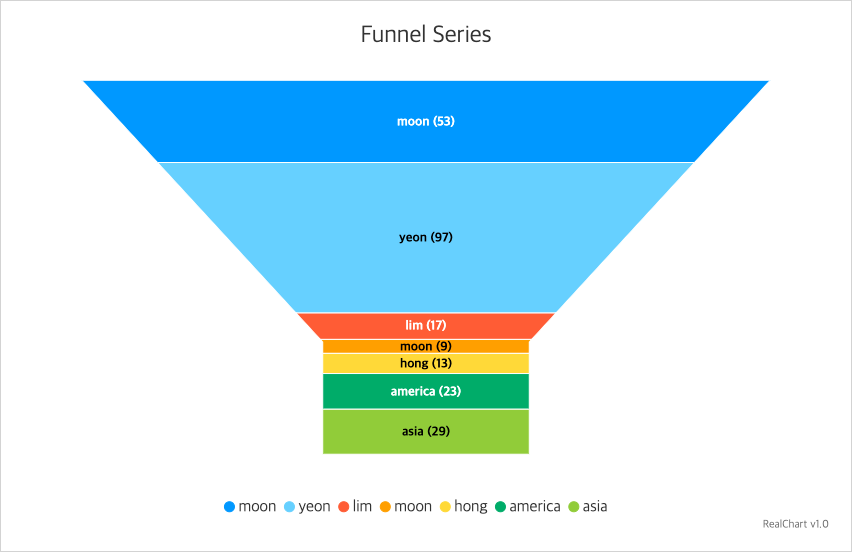 Funnel Series
moon (53)
yeon (97)
lim (17)
moon (9)
hong (13)
america (23)
asia (29)
moon yeon lim moon hong america asia
RealChart v1.0